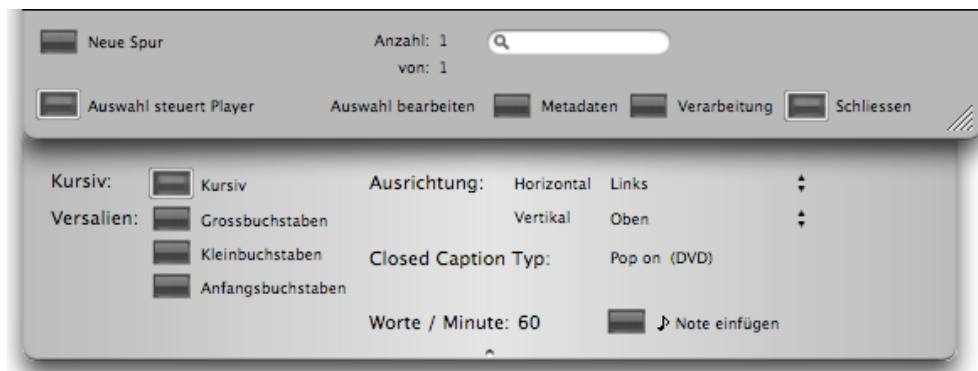 Neue Spur Anzahl: 1
von: 1
Auswahl steuert Player Auswahl bearbeiten Metadaten Verarbeitung Schliessen
Kursiv: Kursiv Ausrichtung: Horizontal Links
Versalien: Grossbuchstaben Vertikal Oben
Kleinbuchstaben Closed Caption Typ: Pop on (DVD)
Anfangsbuchstaben
Worte / Minute: 60 ♪ Note einfügen